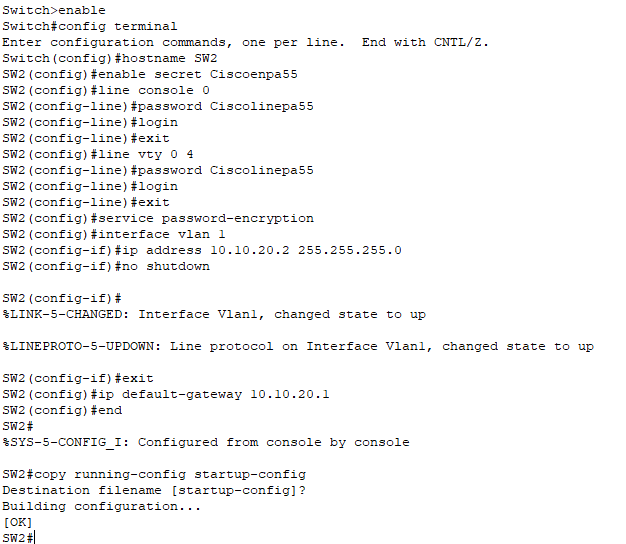 Switch>enable
Switch#config terminal
Enter configuration commands, one per line.  End with CNTL/Z.
Switch(config)#hostname SW2
SW2(config)#enable secret Ciscoenpa55
SW2(config)#line console 0
SW2(config-line)#password Ciscolinepa55
SW2(config-line)#login
SW2(config-line)#exit
SW2(config)#line vty 0 4
SW2(config-line)#password Ciscolinepa55
SW2(config-line)#login
SW2(config-line)#exit
SW2(config)#service password-encryption
SW2(config)#interface vlan 1
SW2(config-if)#ip address 10.10.20.2 255.255.255.0
SW2(config-if)#no shutdown
SW2(config-if)#
%LINK-5-CHANGED: Interface Vlan1, changed state to up
%LINEPROTO-5-UPDOWN: Line protocol on Interface Vlan1, changed state to up
SW2(config-if)#exit
SW2(config)#ip default-gateway 10.10.20.1
SW2(config)#end
SW2#
%SYS-5-CONFIG_I: Configured from console by console
SW2#copy running-config startup-config
Destination filename [startup-config]?
Building configuration...
[OK]
SW2#